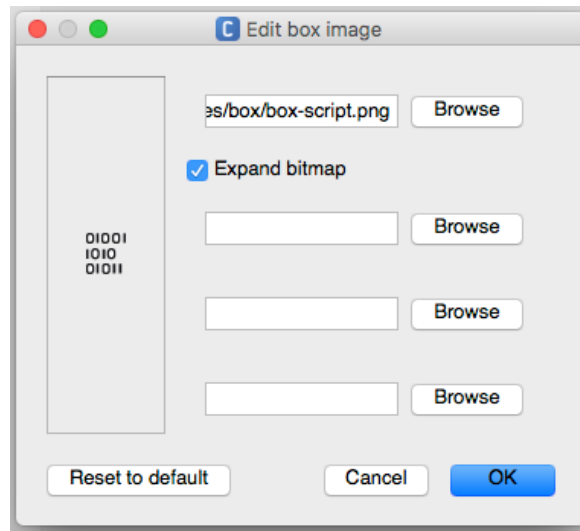 C Edit box image
es/box/box-script.png Browse
Expand bitmap
01001
1010
01011
Browse
Browse
Browse
Reset to default Cancel OK